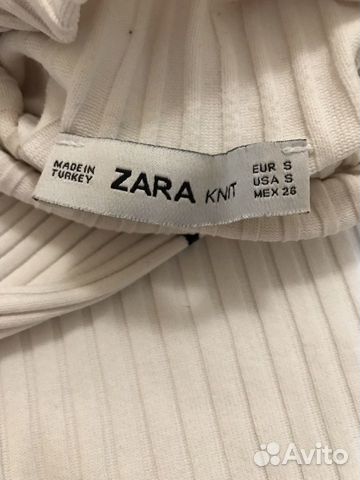 MADE IN
TURKEY
ZARA KNIT
EUR S
USA S
MEX 26
Avito